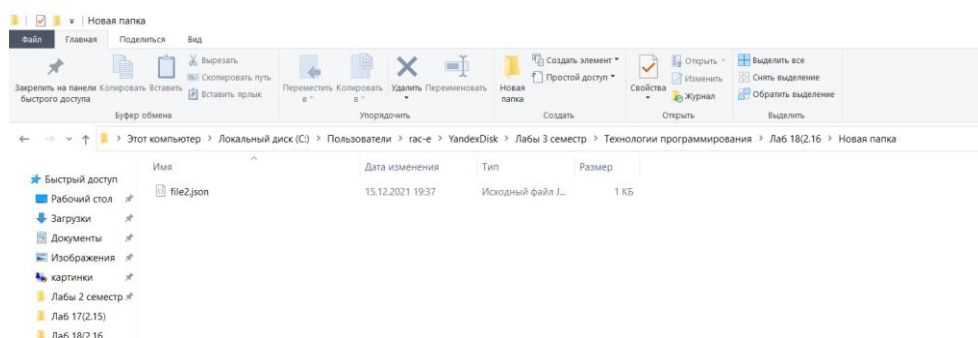 Новая папка
Файл Главная Поделиться Вид
Закрепить на панели быстрого доступа
Копировать
Вставить
Вырезать
Скопировать путь
Вставить ярлык
Буфер обмена
Переместить в
Копировать в
Удалить
Переименовать
Упорядочить
Новая папка
Создать элемент
Простой доступ
Создать
Свойства
Открыть
Изменить
Журнал
Открыть
Выделить все
Снять выделение
Обратить выделение
Выделить
Этот компьютер > Локальный диск (C:) > Пользователи > rac-e > YandexDisk > Лабы 3 семестр > Технологии программирования > Лаб 18(2.16 > Новая папка
Имя Дата изменения Тип Размер
file2.json 15.12.2021 19:37 Исходный файл J... 1 КБ
Быстрый доступ
Рабочий стол
Загрузки
Документы
Изображения
картинки
Лабы 2 семестр
Лаб 17(2.15)
Лаб 18(2.16